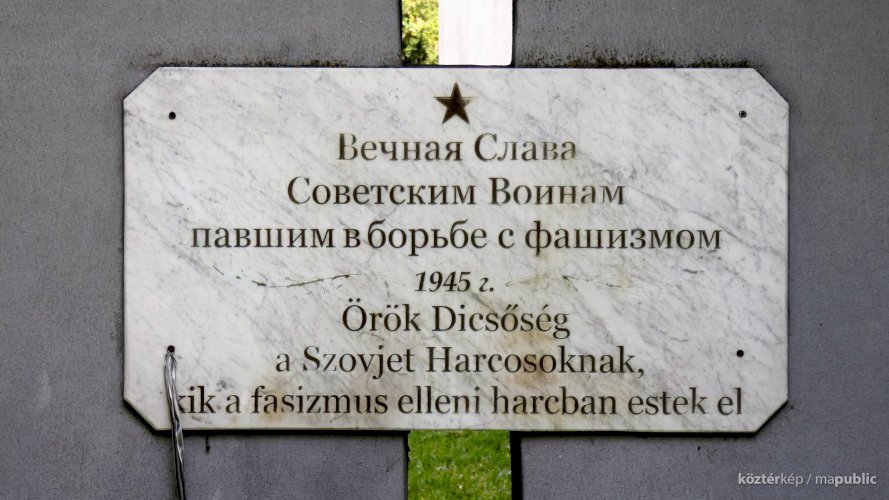 Вечная Слава
Советским Воинам
павшим в борьбе с фашизмом
1945 г.
Örök Dicsőség
a Szovjet Harcosoknak,
kik a fasizmus elleni harcban estek el
köztérkép / mapublic